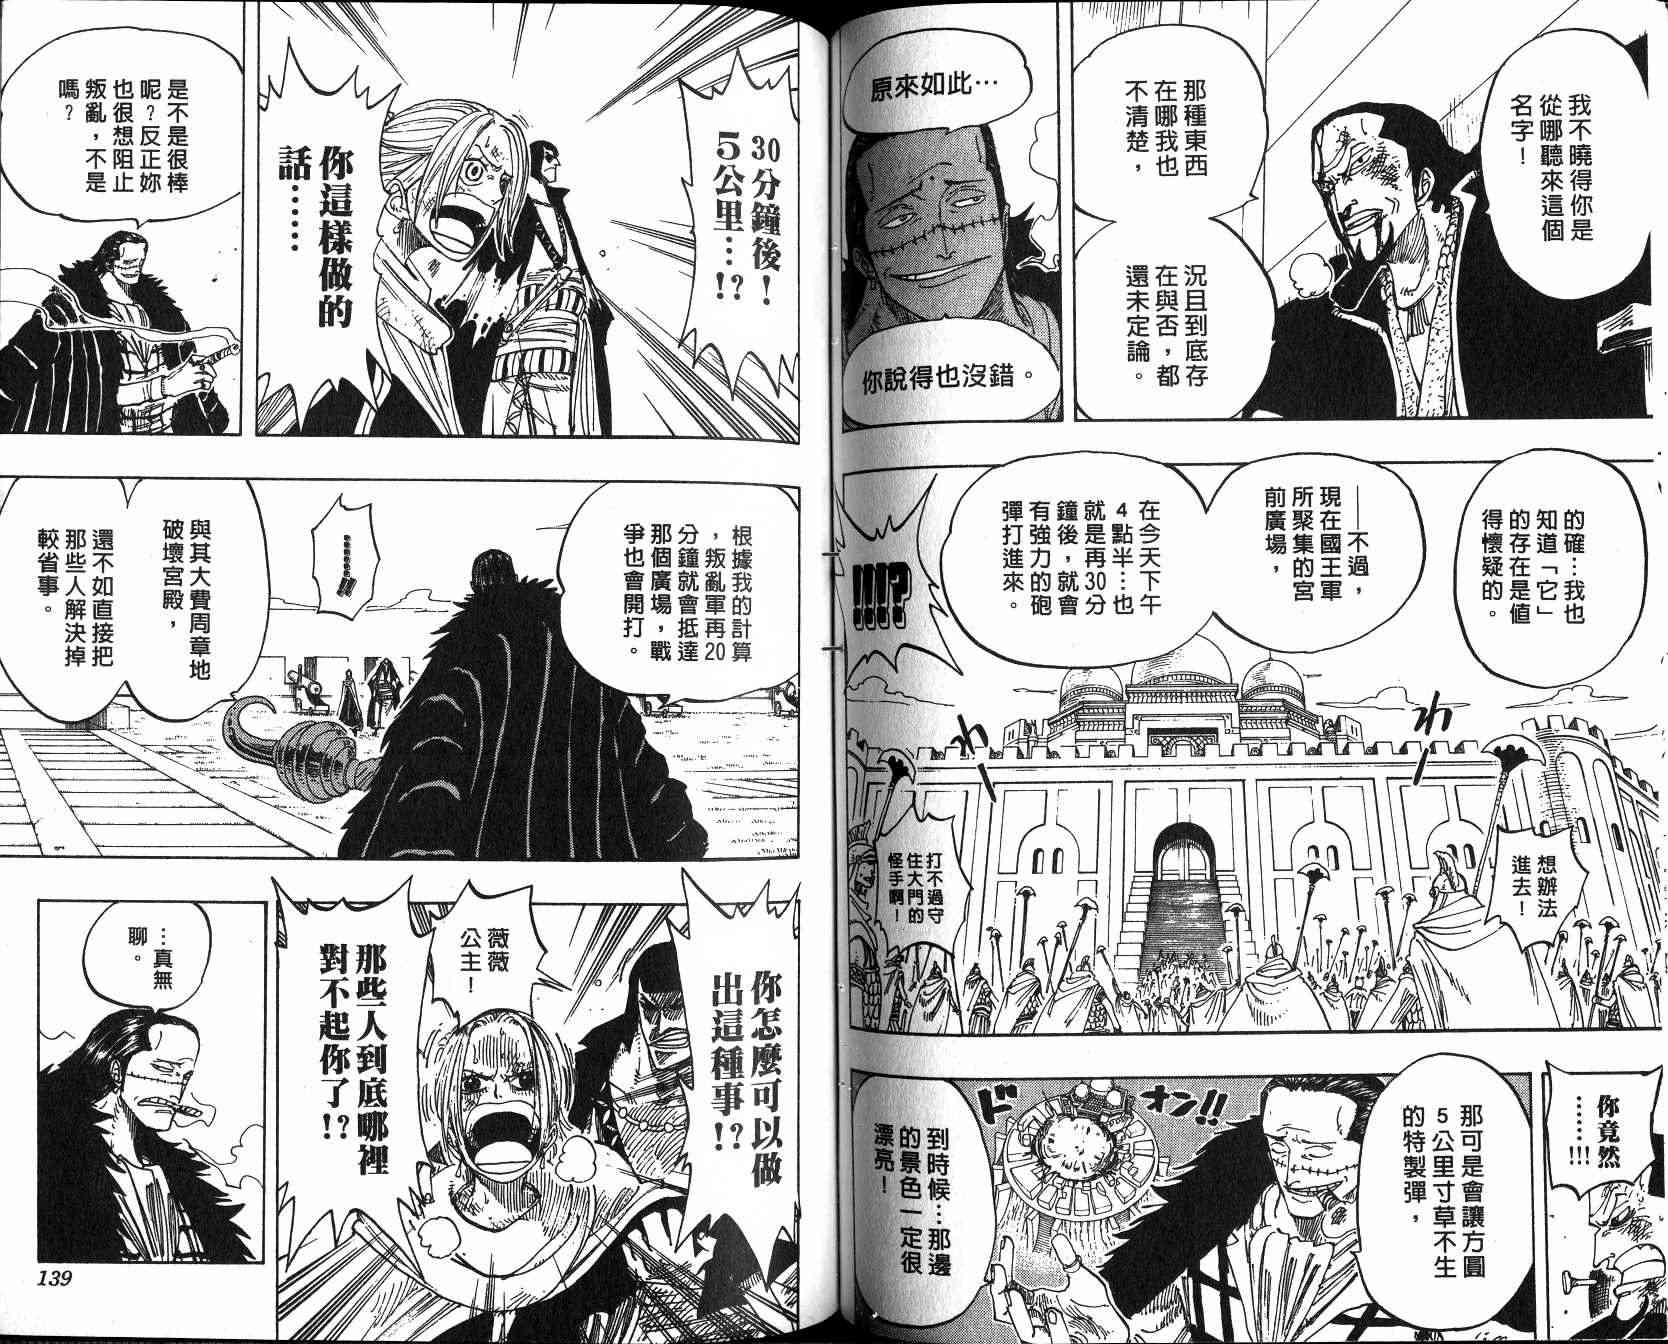 我不曉得你是
從哪聽來這個
名字！
那種東西
在哪我也
不清楚，
況且到底存
在與否，都
還未定論。
原來如此…
你說得也沒錯。
的確…我也
知道「它」
的存在是值
得懷疑的。
──不過，
現在國王軍
所聚集的宮
前廣場，
在今天下午
4點半…也
就是再30分
鐘後，就會
有強力的砲
彈打進來。
!!!?
わー
わー
想辦法
進去！
打不過守
住大門的
怪手啊！
你竟然
……!!!
那可是會讓方圓
5公里寸草不生
的特製彈，
ドオン!!
到時候…那邊
的景色一定很
漂亮！
30分鐘後！
5公里…!?
你這樣做的
話……
是不是很棒
呢？反正妳
也很想阻止
叛亂，不是
嗎？
根據我的計算
，叛亂軍再20
分鐘就會抵達
那個廣場，戰
爭也會開打。
……!!
與其大費周章地
破壞宮殿，
還不如直接把
那些人解決掉
較省事。
你怎麼可以做
出這種事!?
薇薇
公主！
那些人到底哪裡
對不起你了!?
…真無
聊。
139